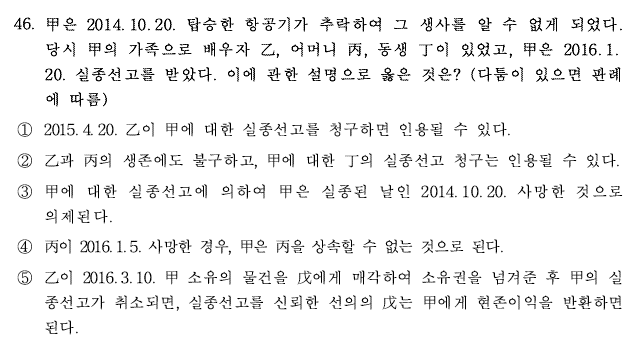 46. 甲은 2014.10.20. 탑승한 항공기가 추락하여 그 생사를 알 수 없게 되었다.
당시 甲의 가족으로 배우자 乙, 어머니 丙, 동생 丁이 있었고, 甲은 2016.1.
20. 실종선고를 받았다. 이에 관한 설명으로 옳은 것은? (다툼이 있으면 판례
에 따름)
① 2015.4.20. 乙이 甲에 대한 실종선고를 청구하면 인용될 수 있다.
② 乙과 丙의 생존에도 불구하고, 甲에 대한 丁의 실종선고 청구는 인용될 수 있다.
③ 甲에 대한 실종선고에 의하여 甲은 실종된 날인 2014.10.20. 사망한 것으로
의제된다.
④ 丙이 2016.1.5. 사망한 경우, 甲은 丙을 상속할 수 없는 것으로 된다.
⑤ 乙이 2016.3.10. 甲 소유의 물건을 戊에게 매각하여 소유권을 넘겨준 후 甲의 실
종선고가 취소되면, 실종선고를 신뢰한 선의의 戊는 甲에게 현존이익을 반환하면
된다.